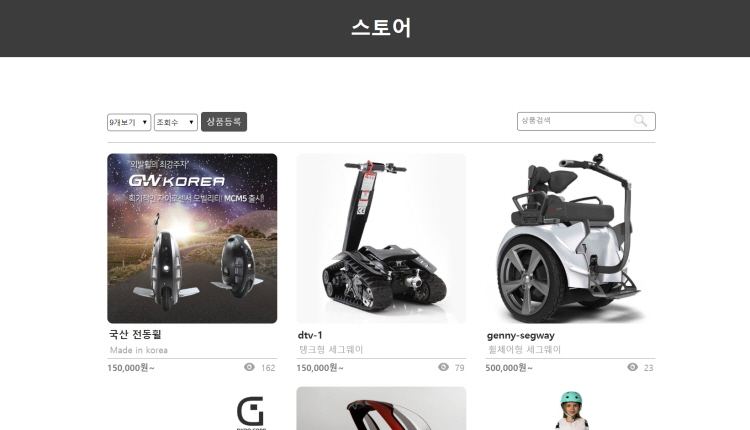 스토어
9개보기 ▼ 조회수 ▼ 상품등록 상품검색
"외발휠의 최강주자"
GW KOREA
획기적인 자이로센서 모빌리티! MCM5 출시!
국산 전동휠
Made in korea
150,000원~ 162
dtv-1
탱크형 세그웨이
150,000원~ 79
genny-segway
휠체어형 세그웨이
500,000원~ 23